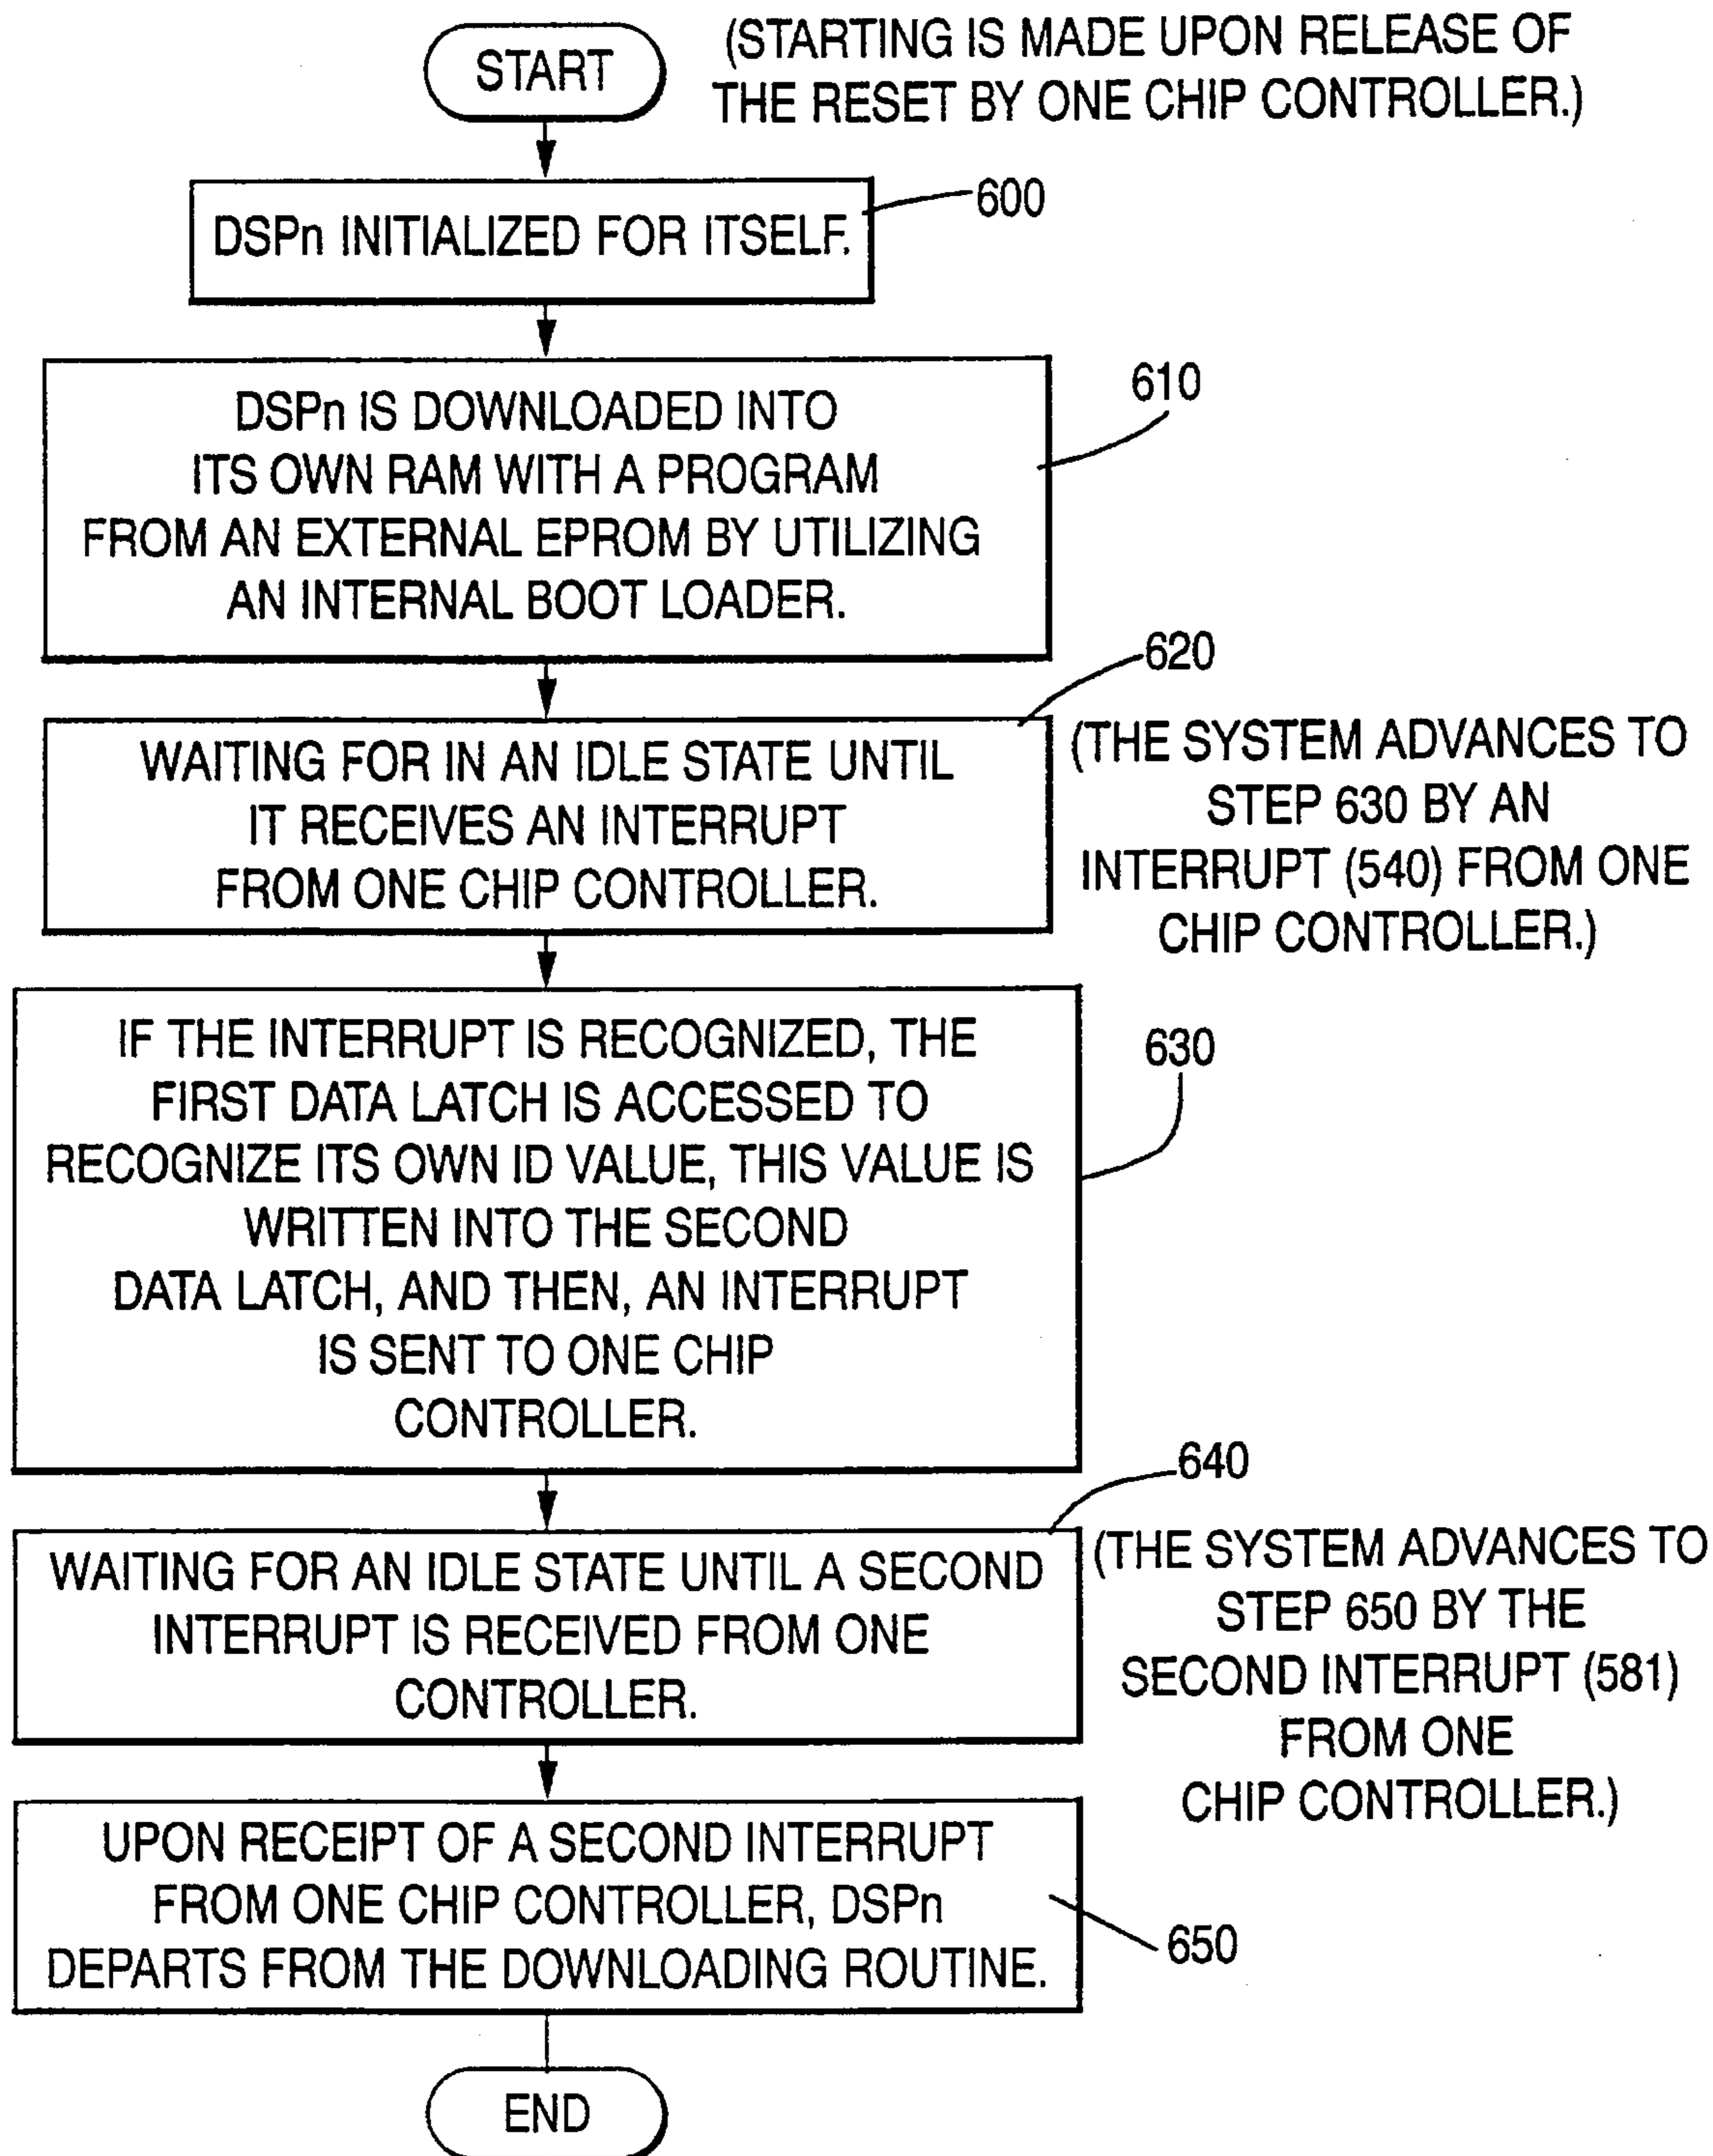 START
(STARTING IS MADE UPON RELEASE OF
THE RESET BY ONE CHIP CONTROLLER.)
600
DSPn INITIALIZED FOR ITSELF.
610
DSPn IS DOWNLOADED INTO
ITS OWN RAM WITH A PROGRAM
FROM AN EXTERNAL EPROM BY UTILIZING
AN INTERNAL BOOT LOADER.
620
WAITING FOR IN AN IDLE STATE UNTIL
IT RECEIVES AN INTERRUPT
FROM ONE CHIP CONTROLLER.
(THE SYSTEM ADVANCES TO
STEP 630 BY AN
INTERRUPT (540) FROM ONE
CHIP CONTROLLER.)
IF THE INTERRUPT IS RECOGNIZED, THE
FIRST DATA LATCH IS ACCESSED TO
RECOGNIZE ITS OWN ID VALUE, THIS VALUE IS
WRITTEN INTO THE SECOND
DATA LATCH, AND THEN, AN INTERRUPT
IS SENT TO ONE CHIP
CONTROLLER.
630
640
WAITING FOR AN IDLE STATE UNTIL A SECOND
INTERRUPT IS RECEIVED FROM ONE
CONTROLLER.
(THE SYSTEM ADVANCES TO
STEP 650 BY THE
SECOND INTERRUPT (581)
FROM ONE
CHIP CONTROLLER.)
UPON RECEIPT OF A SECOND INTERRUPT
FROM ONE CHIP CONTROLLER, DSPn
DEPARTS FROM THE DOWNLOADING ROUTINE.
650
END